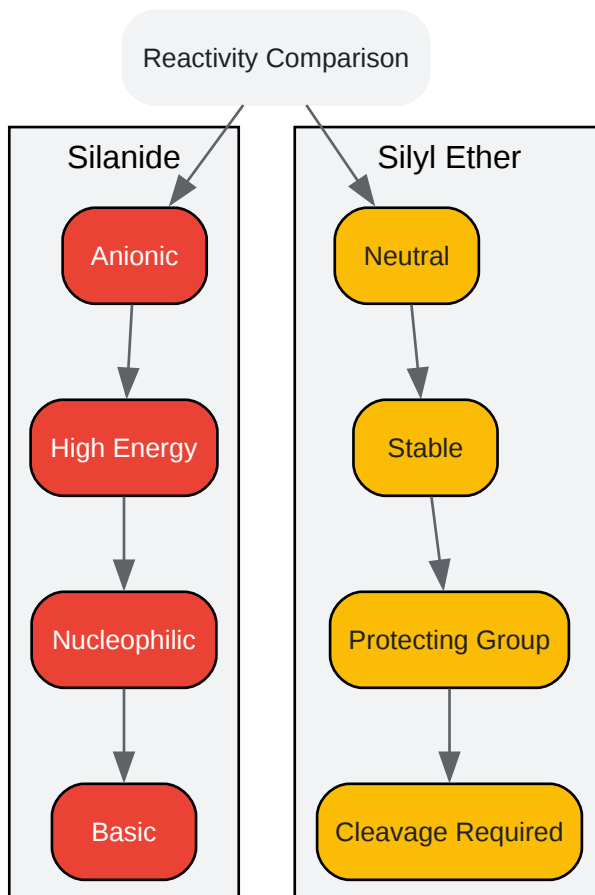 Reactivity Comparison
Silanide
Anionic
High Energy
Nucleophilic
Basic
Silyl Ether
Neutral
Stable
Protecting Group
Cleavage Required